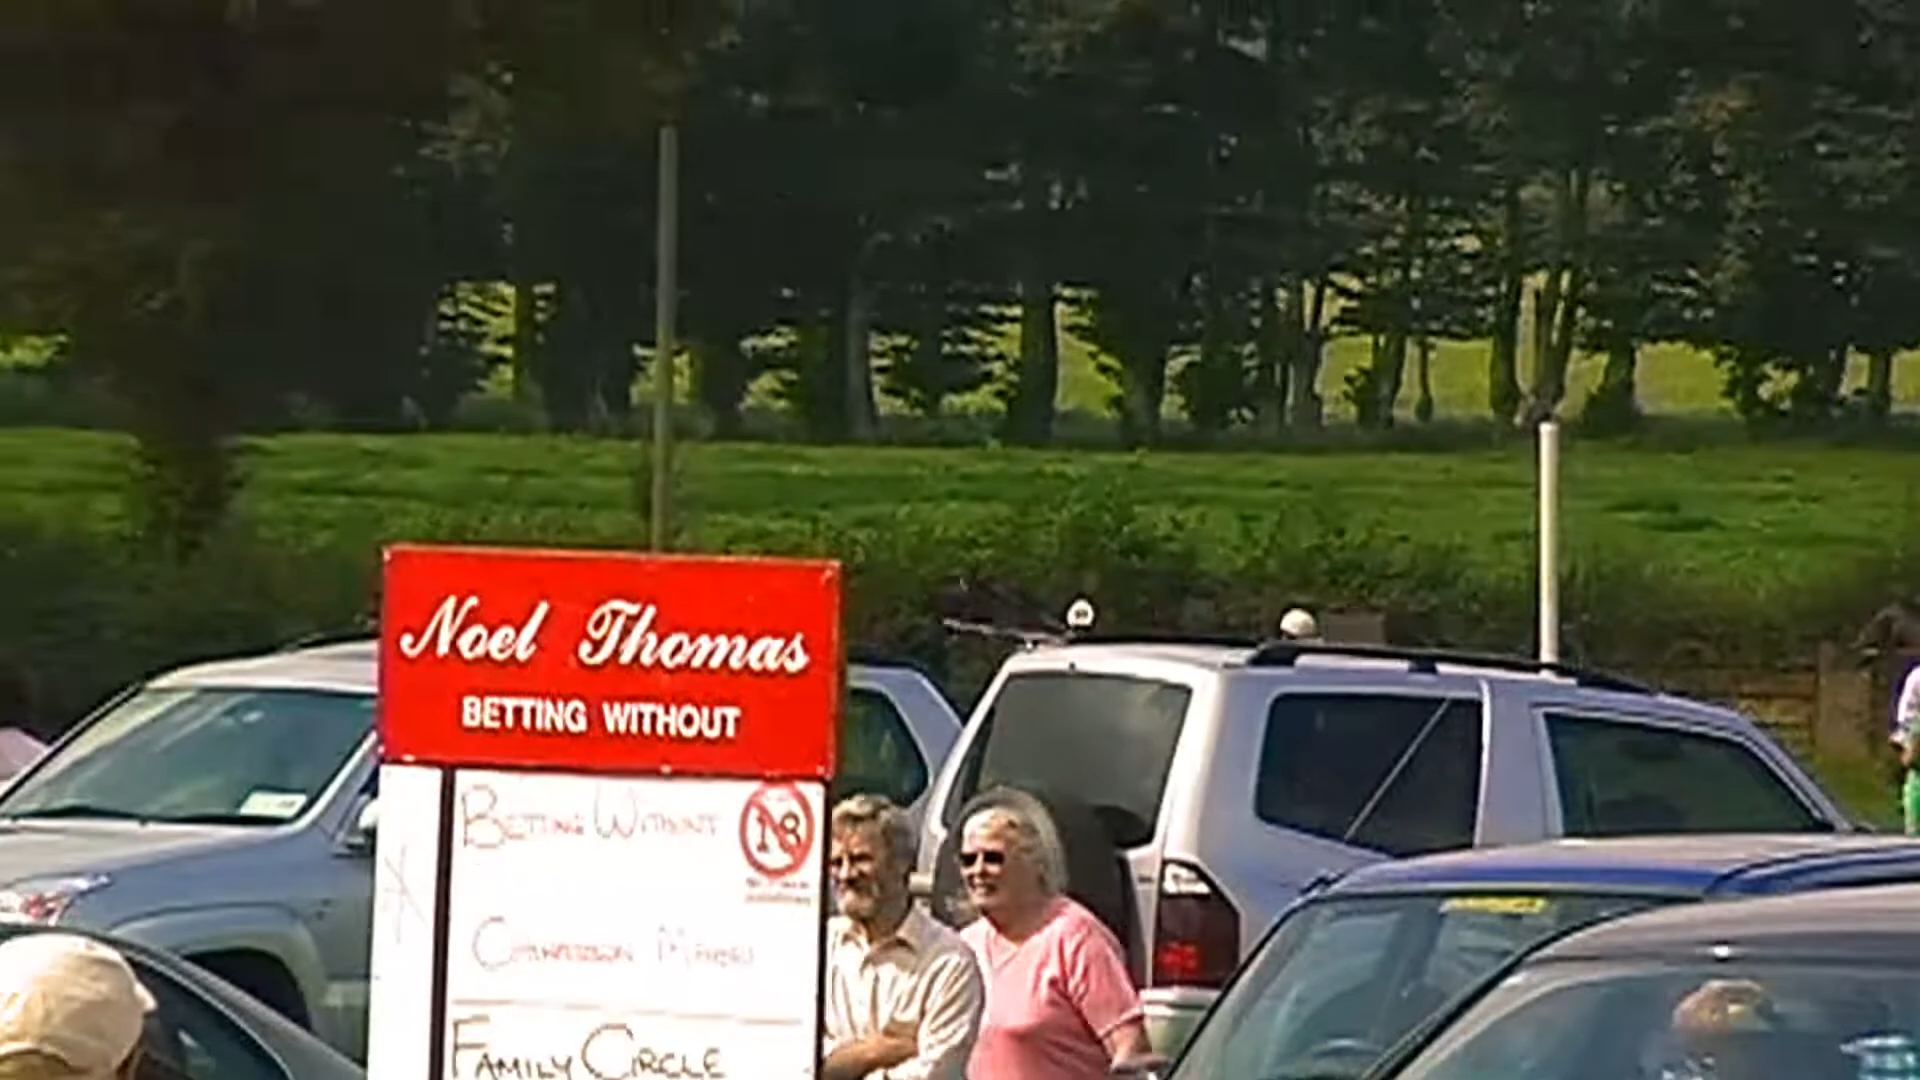 Noel Thomas
BETTING WITHOUT
BETTING WITHOUT
18
FAMILY CIRCLE